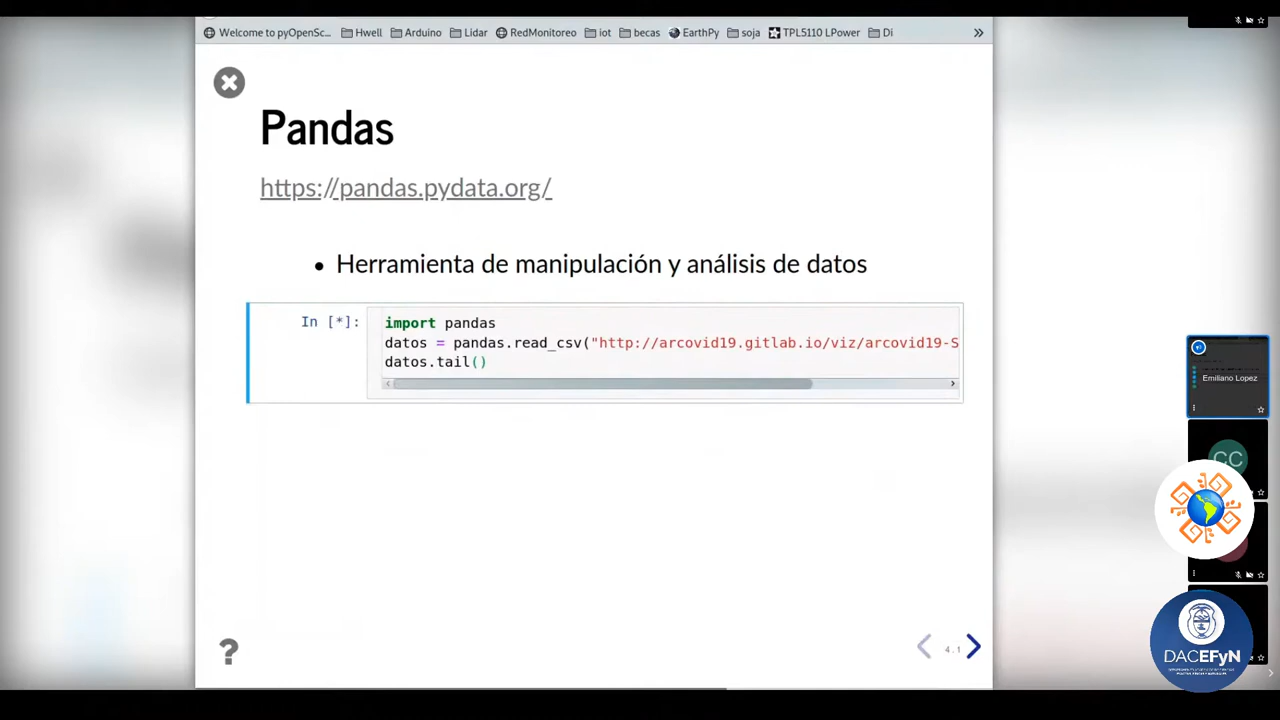 Welcome to pyOpenSc... Hwell Arduino Lidar RedMonitoreo iot becas EarthPy soja TPL5110 LPower Di »
Pandas
https://pandas.pydata.org/
• Herramienta de manipulación y análisis de datos
In [*]:
import pandas
datos = pandas.read_csv("http://arcovid19.gitlab.io/viz/arcovid19-S
datos.tail()
?
4.1
Emiliano Lopez
CC
DACEFyN